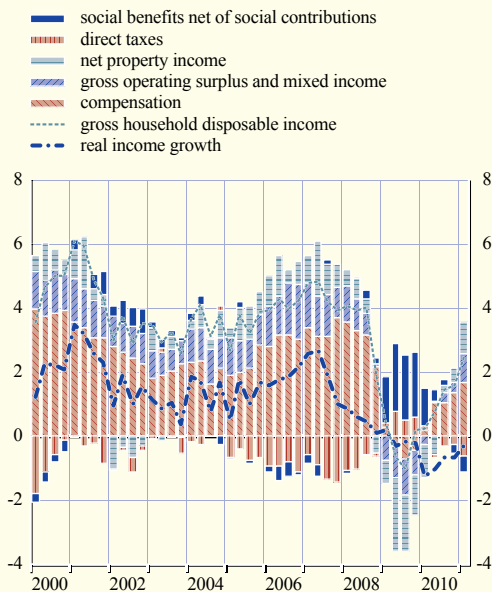 social benefits net of social contributions
direct taxes
net property income
gross operating surplus and mixed income
compensation
gross household disposable income
real income growth
8 8
6 6
4 4
2 2
0 0
-2 -2
-4 -4
2000 2002 2004 2006 2008 2010